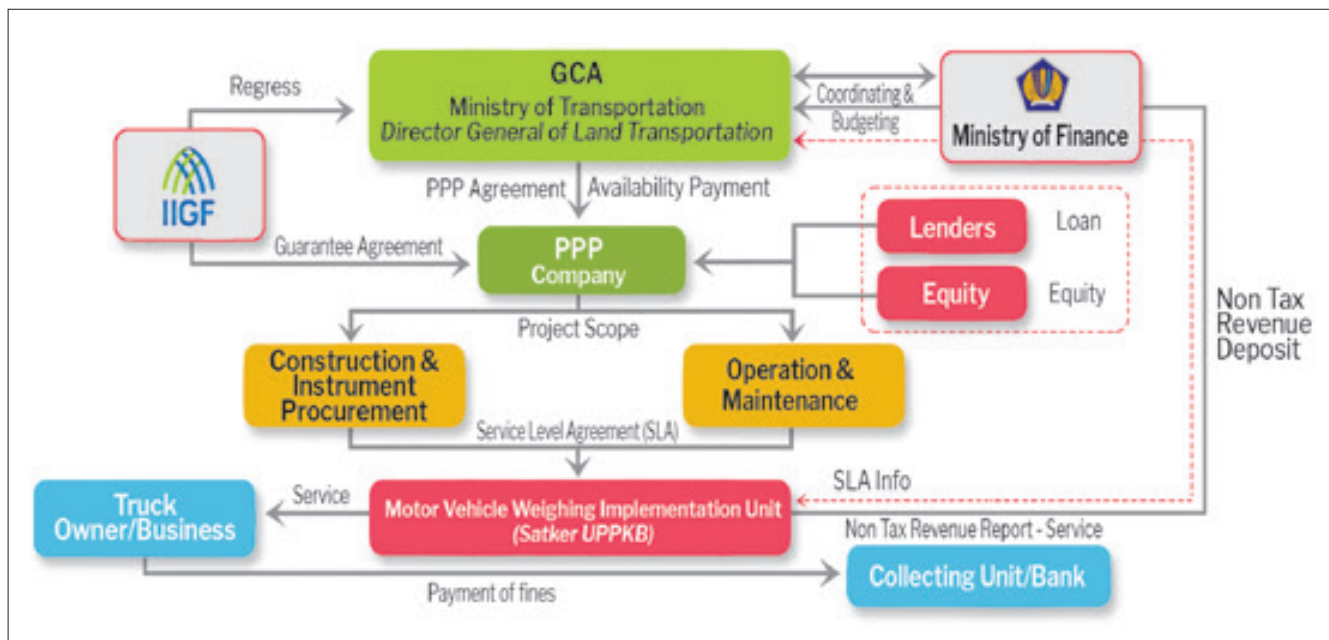 GCA
Ministry of Transportation
Director General of Land Transportation
Regress
Coordinating &
Budgeting
Ministry of Finance
IIGF
PPP Agreement
Availability Payment
Guarantee Agreement
PPP
Company
Lenders
Loan
Equity
Equity
Non Tax
Revenue
Deposit
Project Scope
Construction &
Instrument
Procurement
Operation &
Maintenance
Service Level Agreement (SLA)
SLA Info
Truck
Owner/Business
Service
Motor Vehicle Weighing Implementation Unit
(Satker UPPKB)
Non Tax Revenue Report - Service
Collecting Unit/Bank
Payment of fines